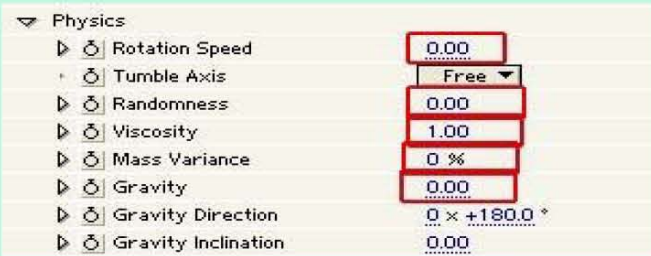 Physics
Rotation Speed 0.00
Tumble Axis Free
Randomness 0.00
Viscosity 1.00
Mass Variance 0 %
Gravity 0.00
Gravity Direction 0 x +180.0 °
Gravity Inclination 0.00